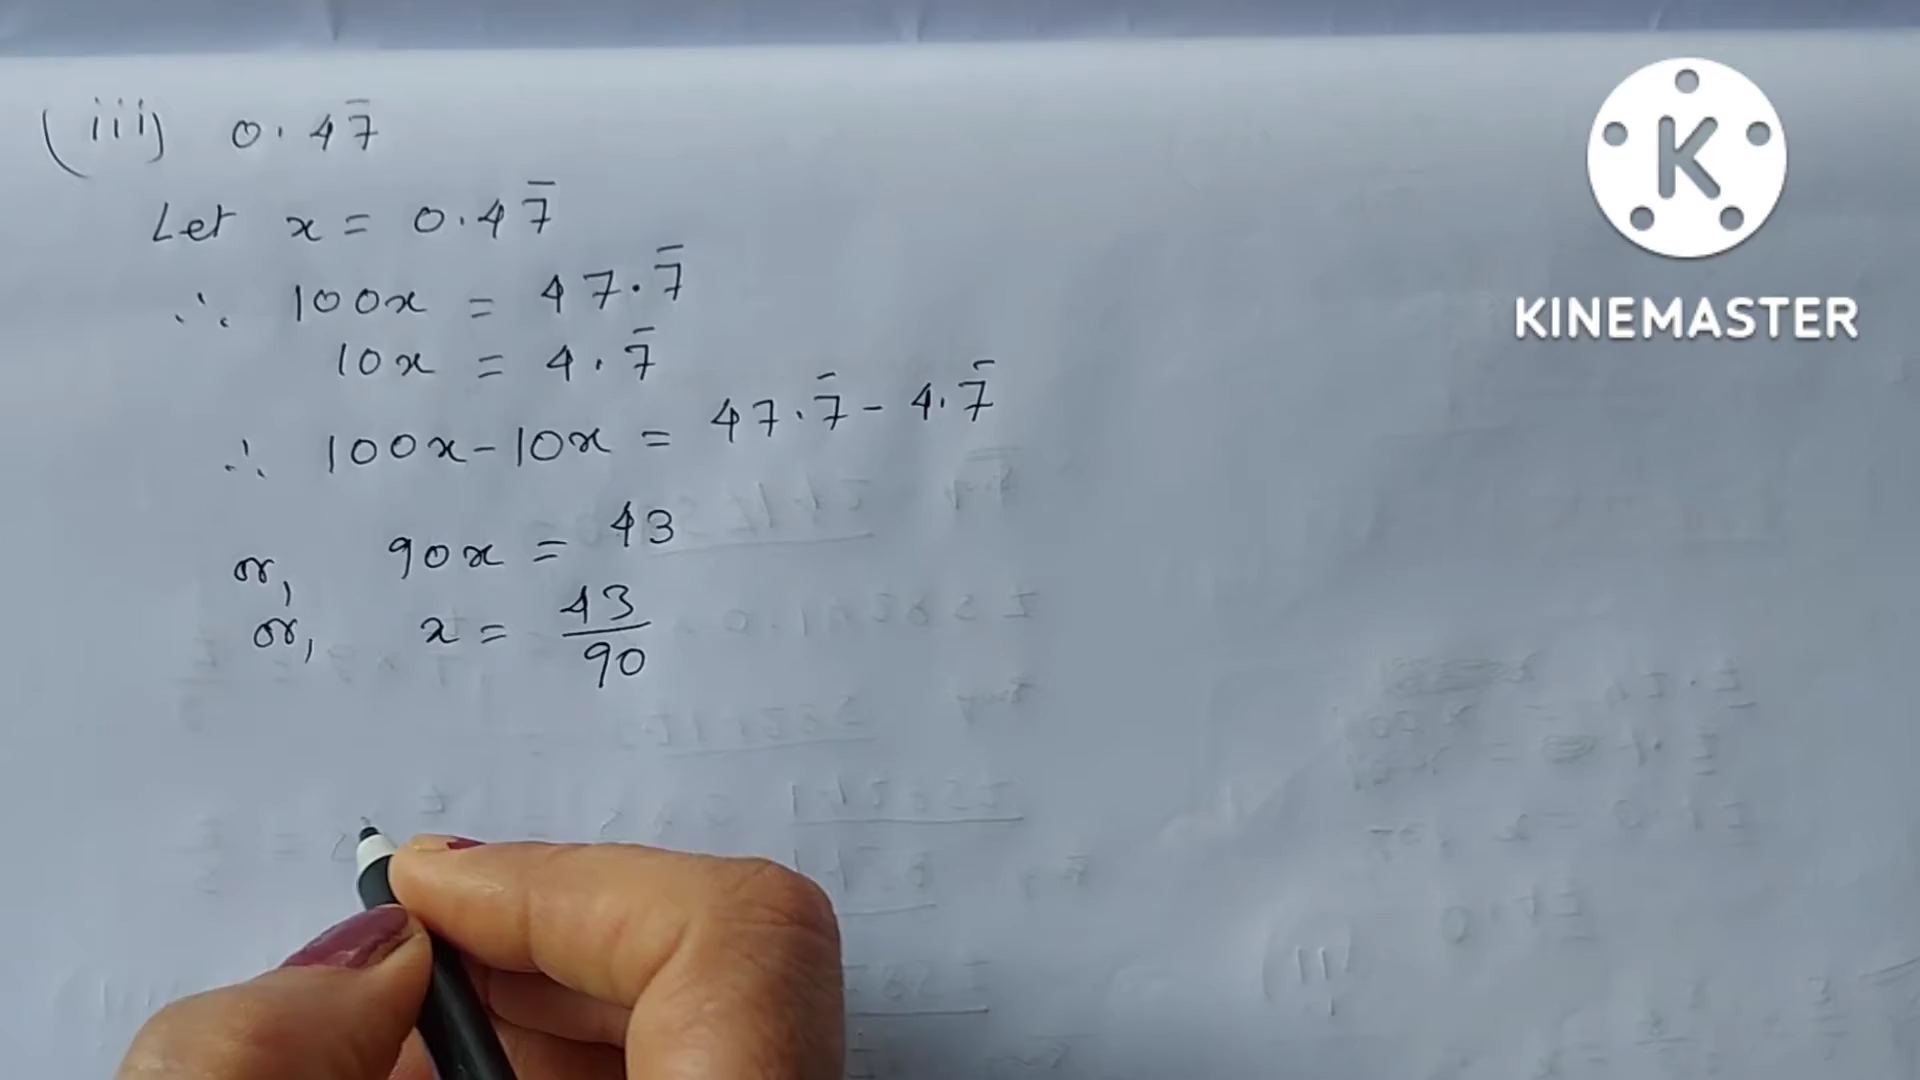 (iii) 0.47̄
Let x = 0.47̄
∴ 100x = 47.7̄
10x = 4.7̄
∴ 100x - 10x = 47.7̄ - 4.7̄
or, 90x = 43
or, x = 43/90
K
KINEMASTER